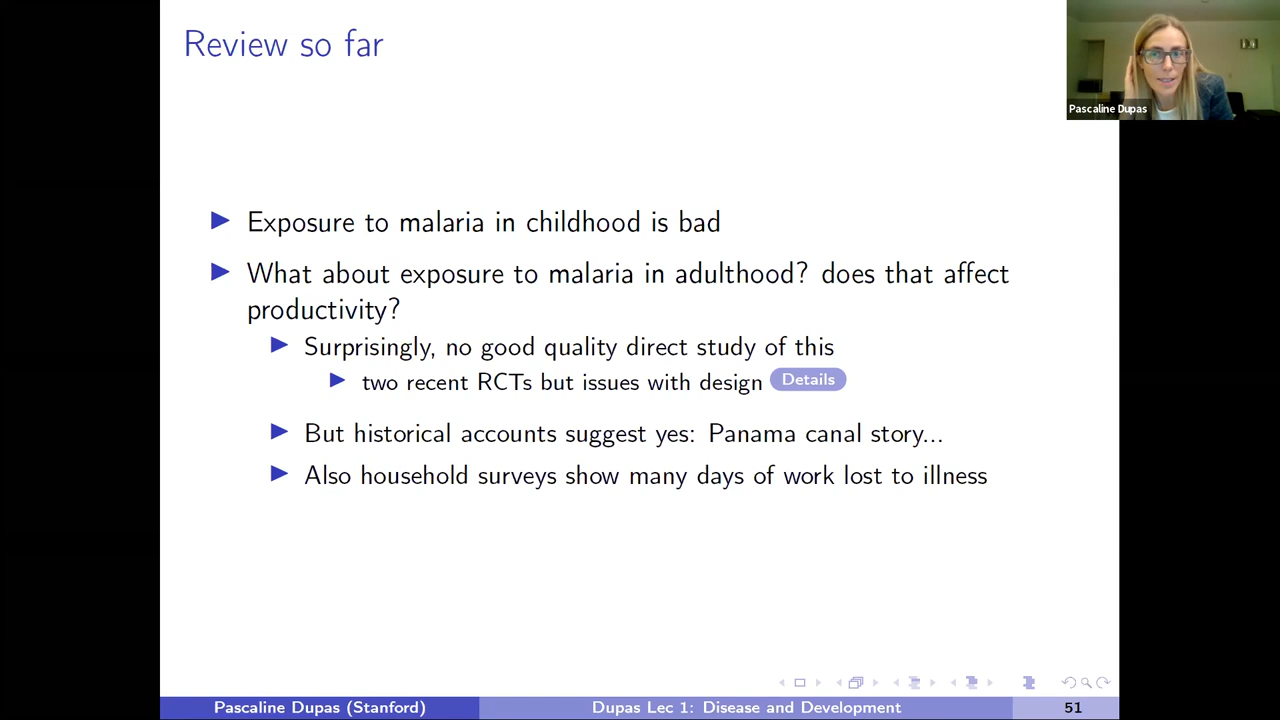 Review so far
Pascaline Dupas
Exposure to malaria in childhood is bad
What about exposure to malaria in adulthood? does that affect
productivity?
Surprisingly, no good quality direct study of this
two recent RCTs but issues with design Details
But historical accounts suggest yes: Panama canal story...
Also household surveys show many days of work lost to illness
Pascaline Dupas (Stanford) Dupas Lec 1: Disease and Development 51